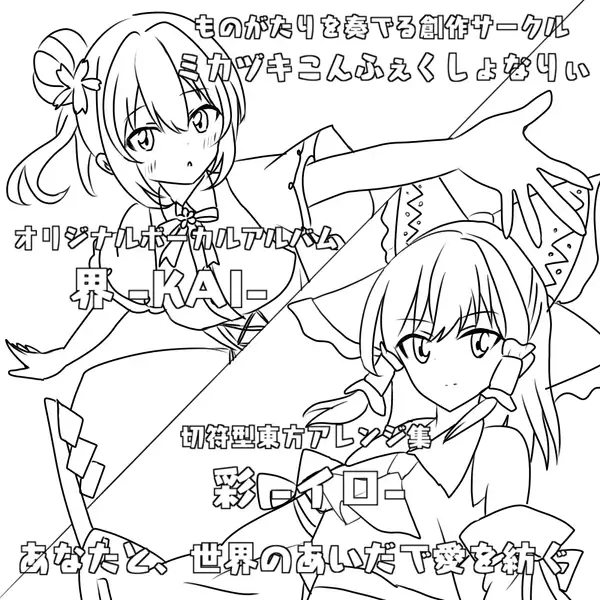 ものがたりを奏でる創作サークル
ミカヅキこんふぇくしょなりぃ
オリジナルボーカルアルバム
界 -KAI-
切符型東方アレンジ集
彩 -イロ-
あなたと、世界のあいだで愛を紡ぐ